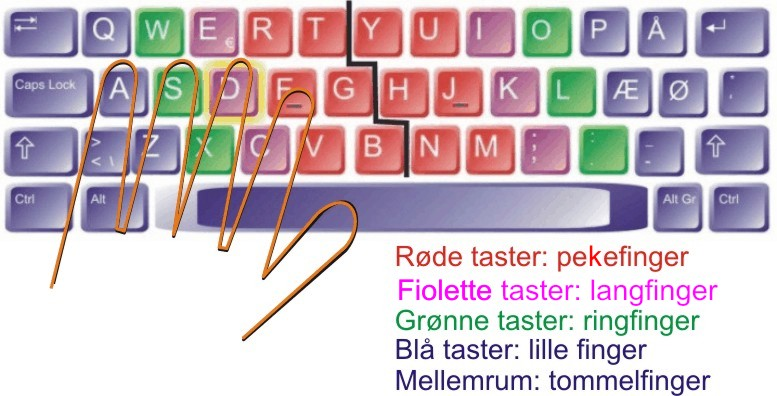 Q W E € R T Y U I O P Å
Caps Lock A S D F G H J K L Æ Ø ' *
> < \ Z X C V B N M ; , : . _ -
Ctrl Alt Alt Gr Ctrl
Røde taster: pekefinger
Fiolette taster: langfinger
Grønne taster: ringfinger
Blå taster: lille finger
Mellemrum: tommelfinger